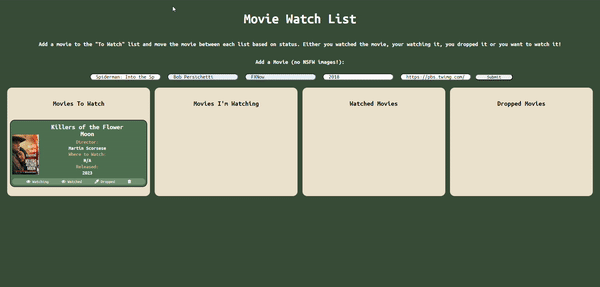 Movie Watch List
Add a movie to the "To Watch" list and move the movie between each list based on status. Either you watched the movie, your watching it, you dropped it or you want to watch it!
Add a Movie (no NSFW images!):
Spiderman: Into the Sp
Bob Persichetti
FXNow
2018
https://pbs.twimg.com/
Submit
Movies To Watch
Killers of the Flower
Moon
Director:
Martin Scorsese
Where to Watch:
N/A
Released:
2023
Watching
Watched
Dropped
Movies I'm Watching
Watched Movies
Dropped Movies